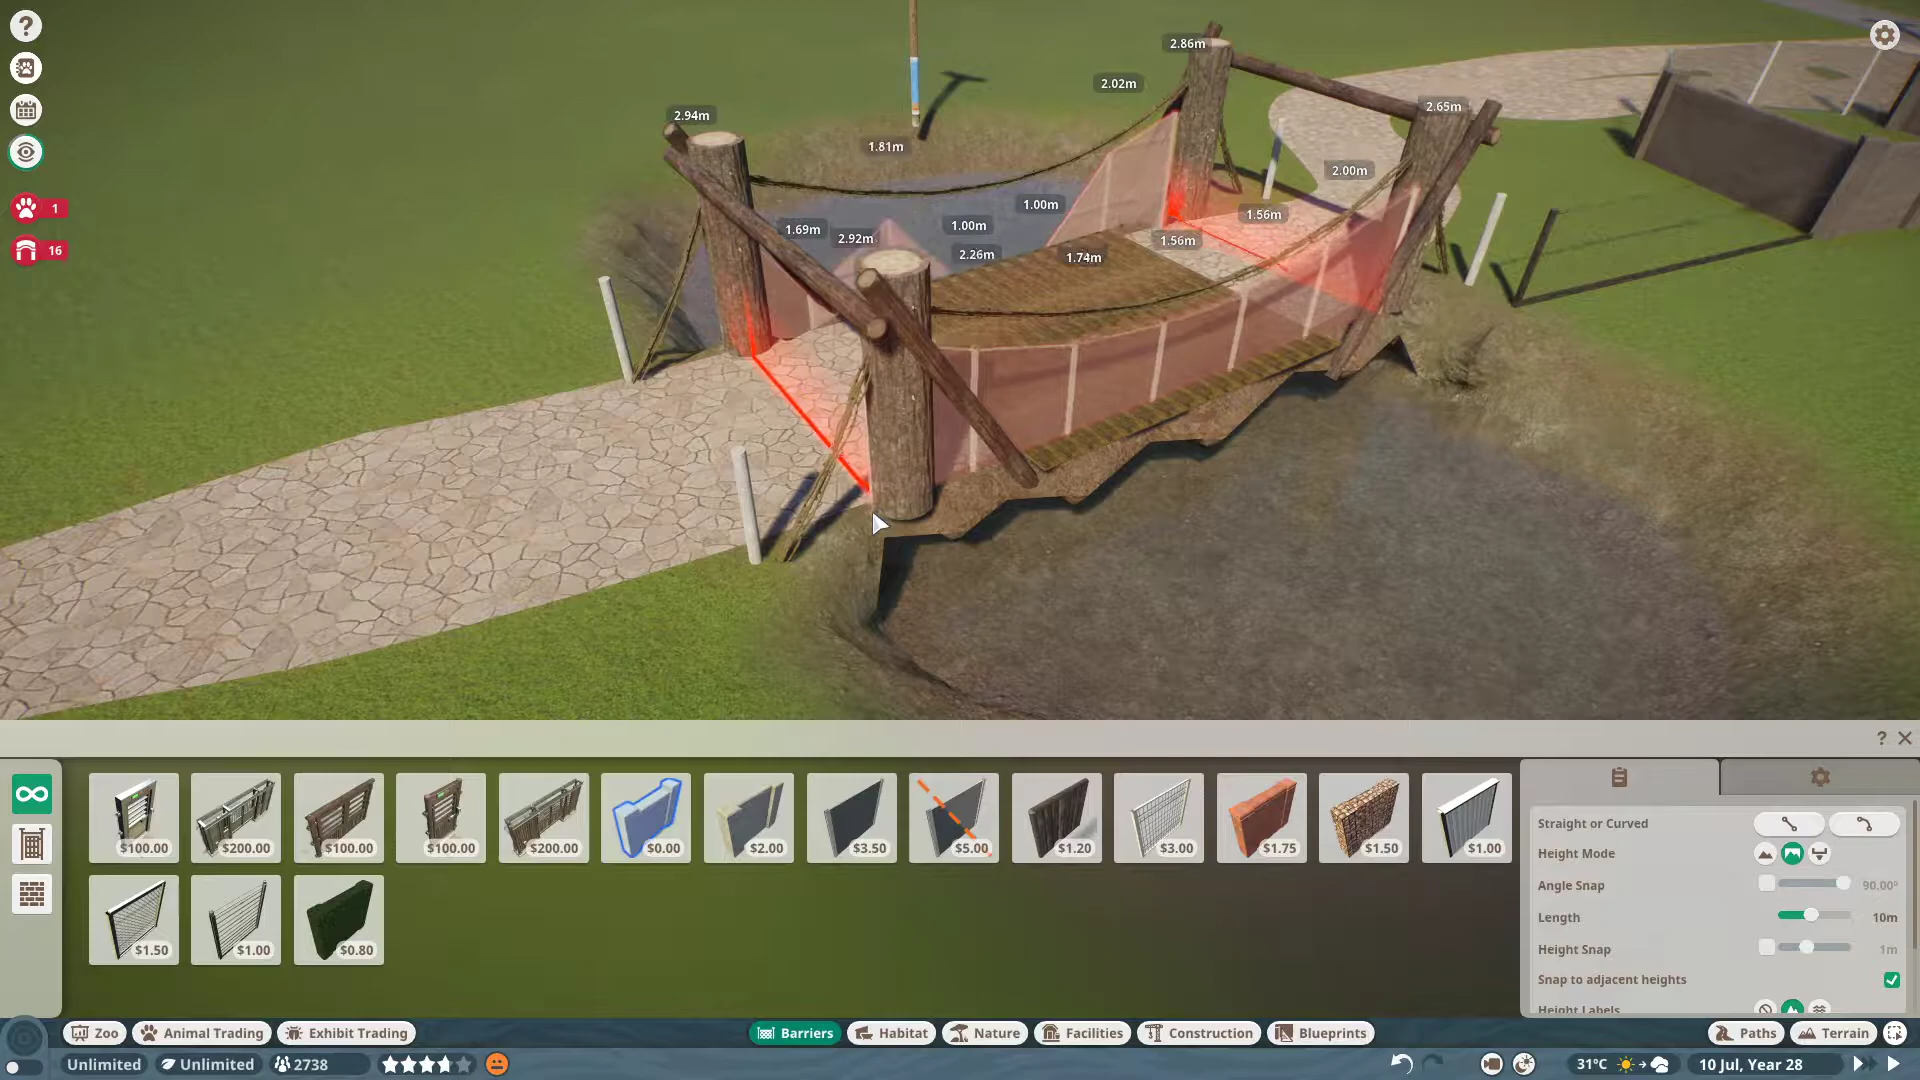 2.86m
2.02m
2.94m
2.65m
1.81m
2.00m
1.00m
1.56m
1.69m
1.00m
2.92m
1.56m
2.26m
1.74m
1
16
?
? ×
$100.00 $200.00 $100.00 $100.00 $200.00 $0.00 $2.00 $3.50 $5.00 $1.20 $3.00 $1.75 $1.50 $1.00
$1.50 $1.00 $0.80
Straight or Curved
Height Mode
Angle Snap 90.00°
Length 10m
Height Snap 1m
Snap to adjacent heights
Height Labels
Zoo Animal Trading Exhibit Trading Barriers Habitat Nature Facilities Construction Blueprints Paths Terrain
Unlimited Unlimited 2738 31°C 10 Jul, Year 28